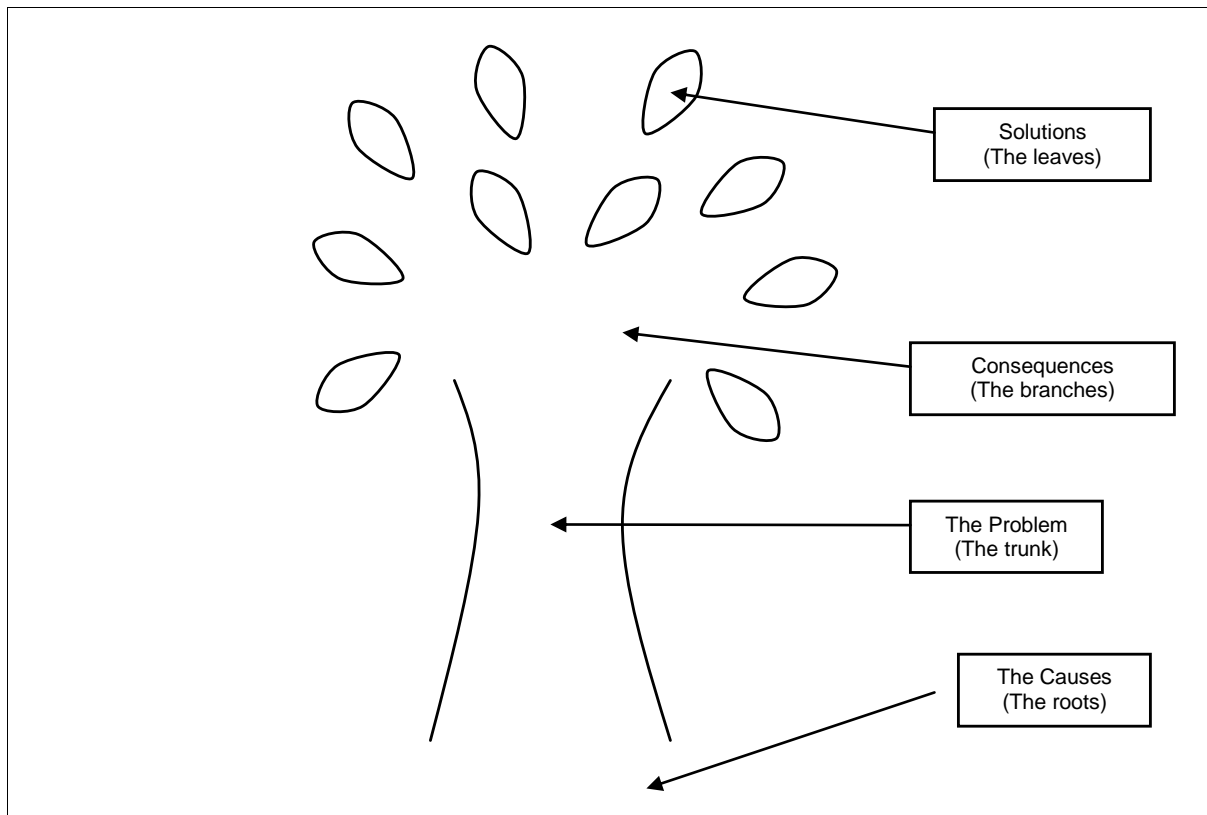 Solutions
(The leaves)
Consequences
(The branches)
The Problem
(The trunk)
The Causes
(The roots)